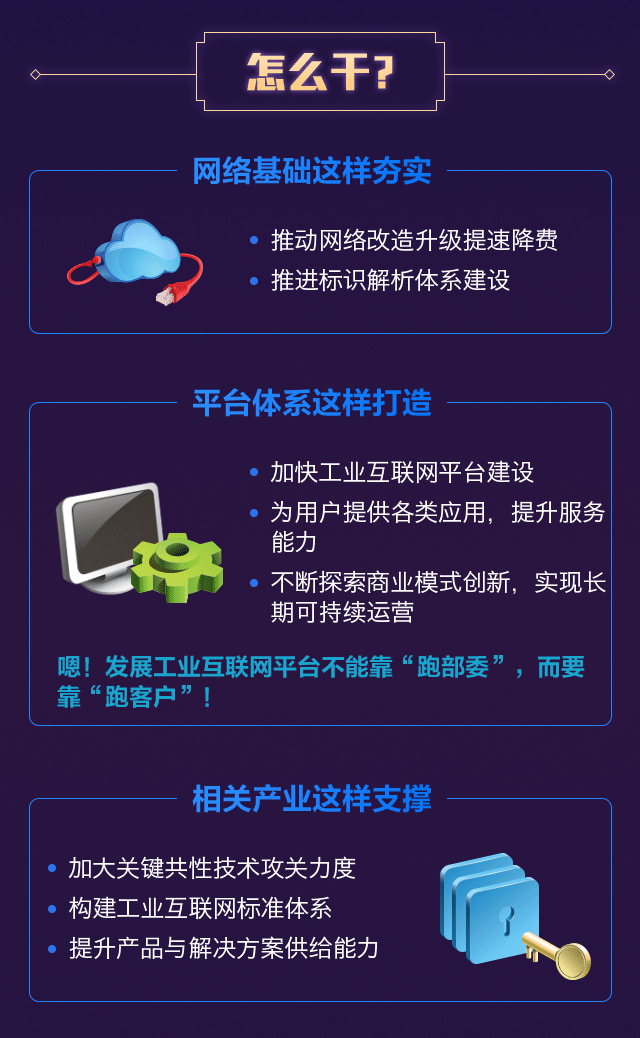 怎么干?
网络基础这样夯实
推动网络改造升级提速降费
推进标识解析体系建设
平台体系这样打造
加快工业互联网平台建设
为用户提供各类应用，提升服务
能力
不断探索商业模式创新，实现长
期可持续运营
嗯！发展工业互联网平台不能靠“跑部委”，而要
靠“跑客户”！
相关产业这样支撑
加大关键共性技术攻关力度
构建工业互联网标准体系
提升产品与解决方案供给能力